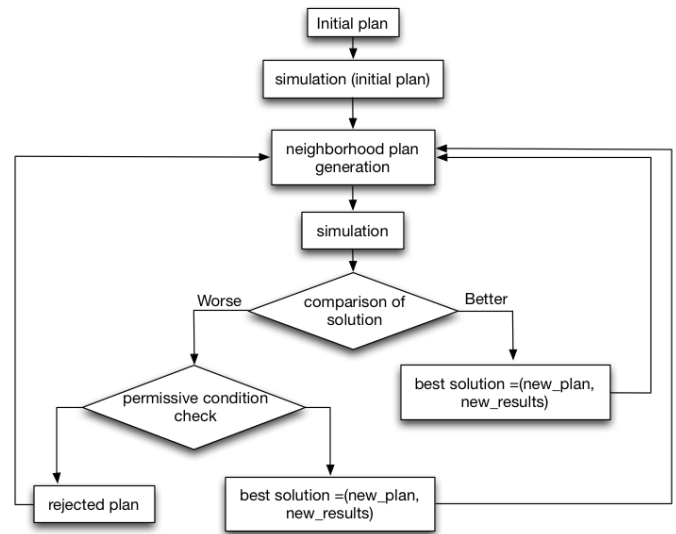 Initial plan
simulation (initial plan)
neighborhood plan
generation
simulation
comparison of
solution
Worse
Better
best solution =(new_plan,
new_results)
permissive condition
check
rejected plan
best solution =(new_plan,
new_results)